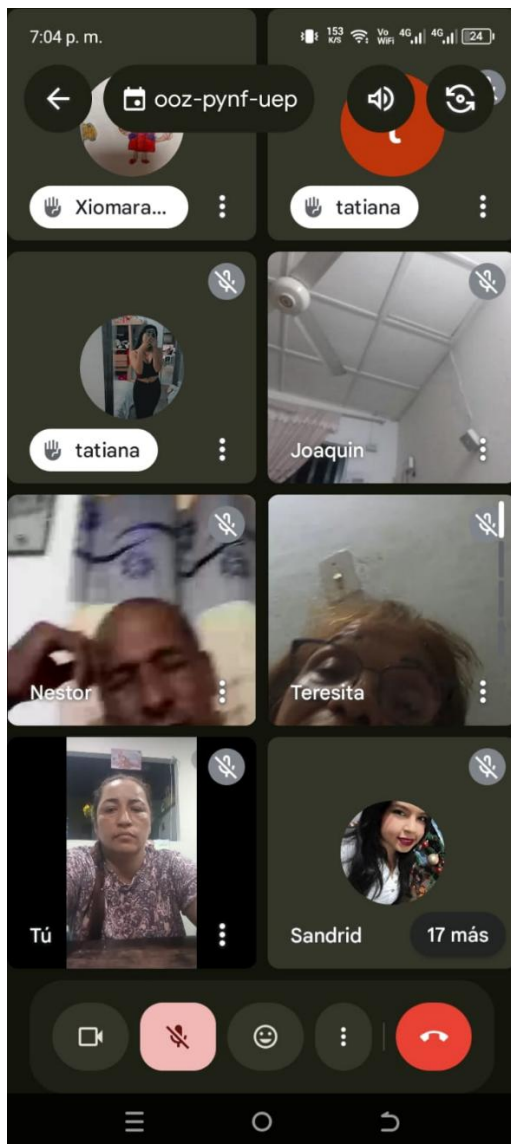 7:04 p. m. 153 K/S Vo WiFi 4G 4G 24
ooz-pynf-uep
Xiomara... tatiana
t
tatiana Joaquin
Nestor Teresita
Tú Sandrid 17 más